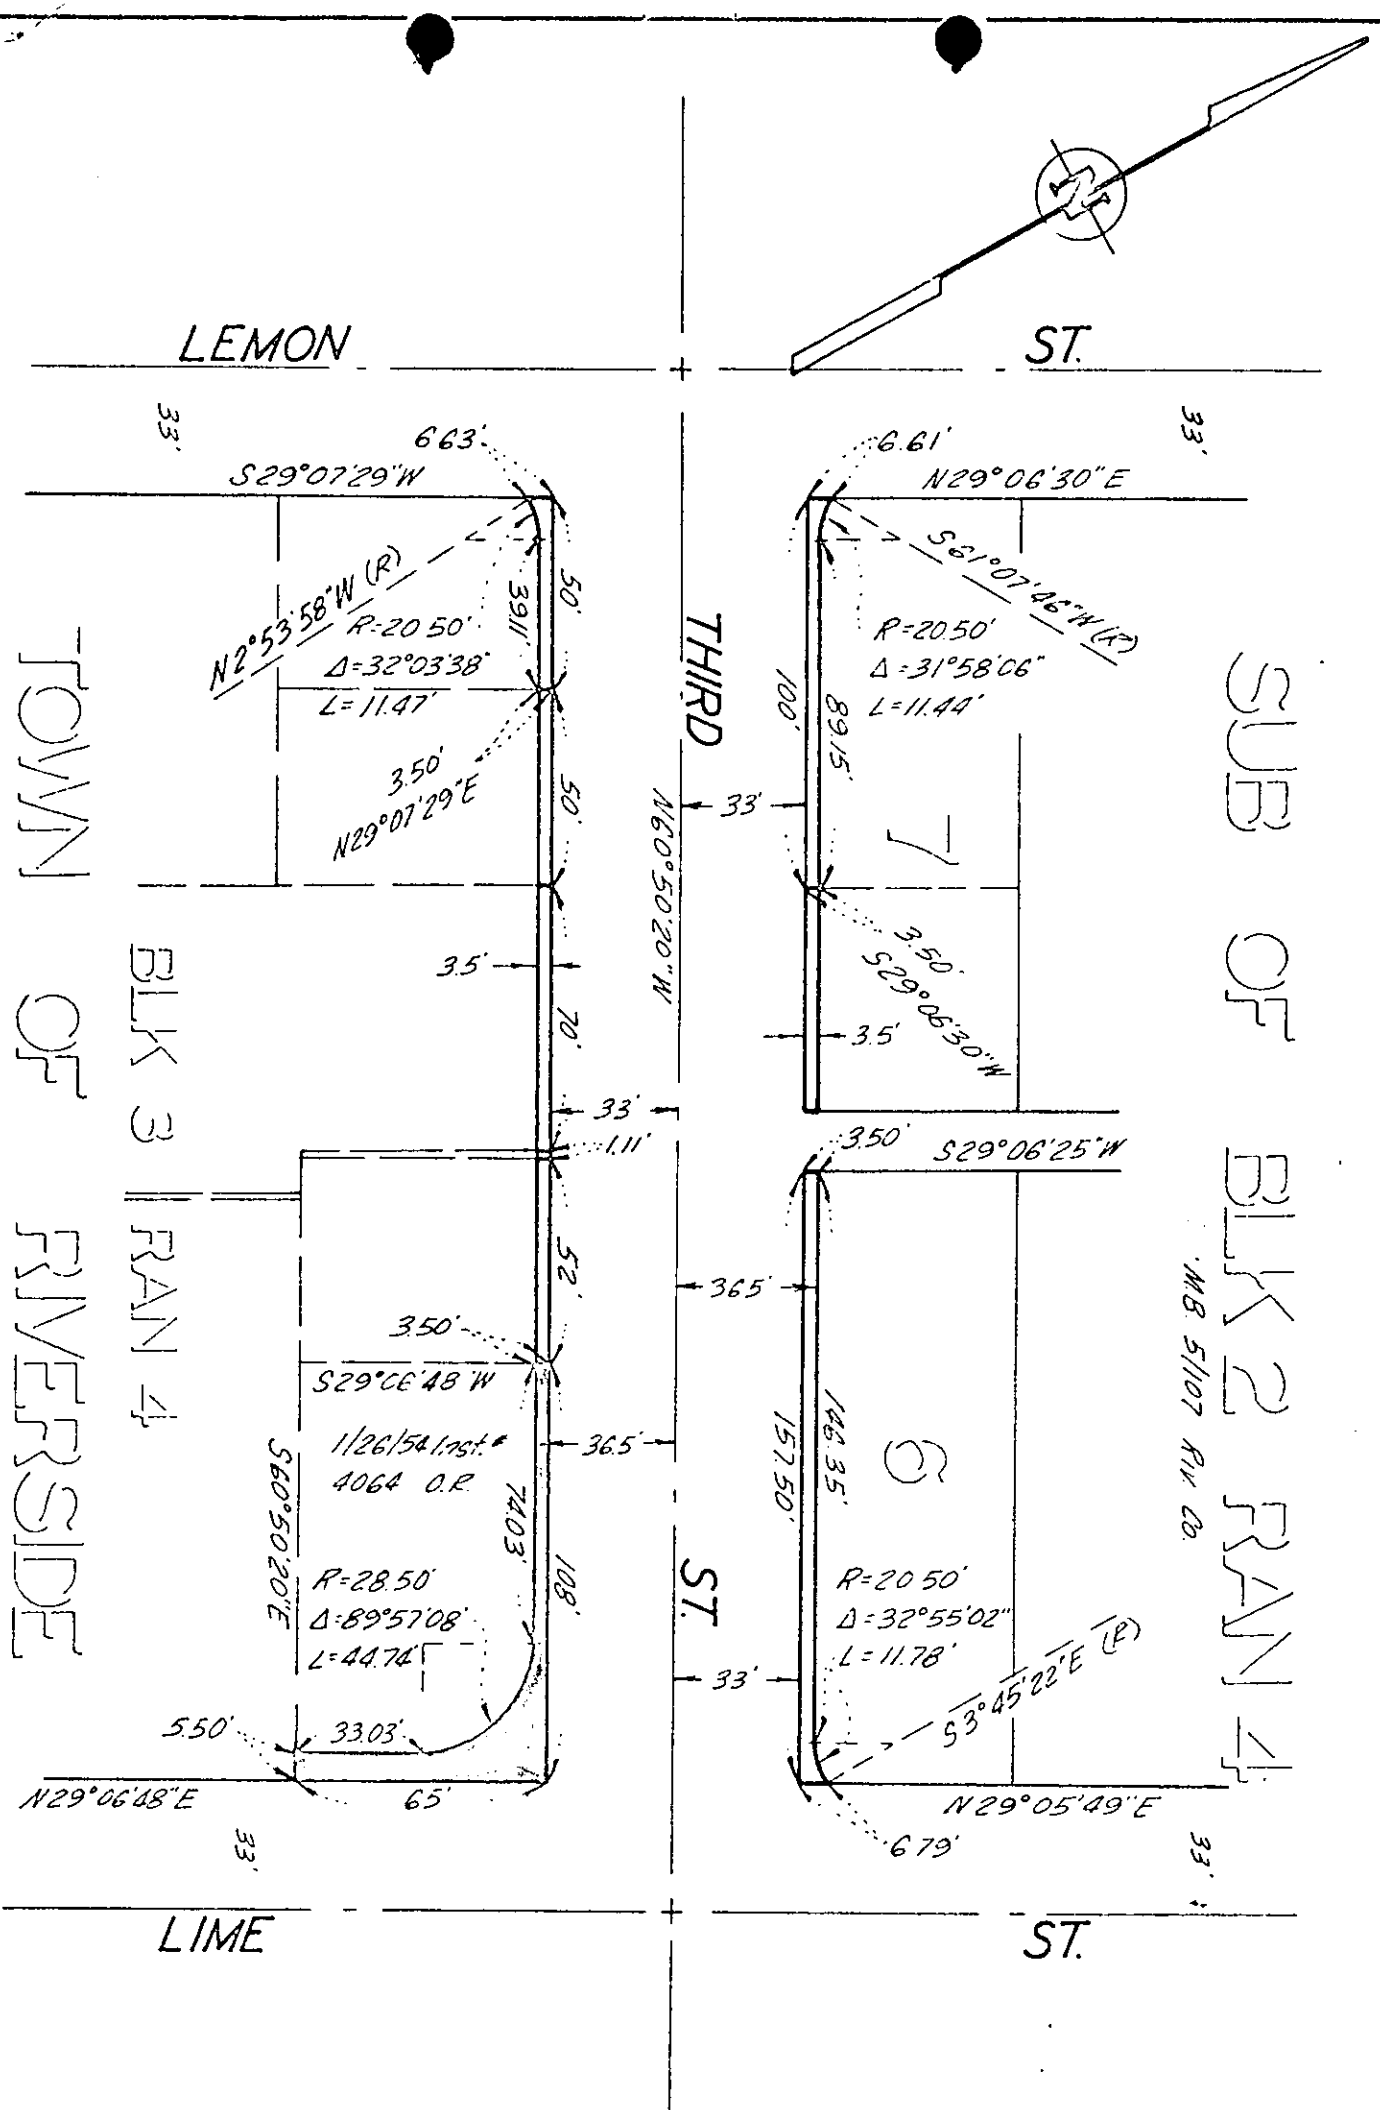 N
LEMON ST.
33'
33'
6.63'
6.61'
S29°07'29"W
N29°06'30"E
N2°53'58"W (R)
S61°07'46"W (R)
R=20.50'
Δ=32°03'38"
L=11.47'
39.11'
50'
R=20.50'
Δ=31°58'06"
L=11.44'
100'
89.15'
THIRD ST.
N60°50'20"W
3.50'
N29°07'29"E
50'
33'
7
3.50'
S29°06'30"W
3.5'
70'
3.5'
33'
1.11'
3.50'
S29°06'25"W
52'
36.5'
3.50'
S29°06'48"W
1/26/54 Inst.#
4064 O.R.
36.5'
74.03'
108'
S60°50'20"E
R=28.50'
Δ=89°57'08"
L=44.74'
148.35'
157.50'
6
R=20.50'
Δ=32°55'02"
L=11.78'
S3°45'22"E (R)
33'
5.50'
33.03'
65'
N29°06'48"E
N29°05'49"E
6.79'
33'
33'
LIME ST.
TOWN OF RIVERSIDE
BLK 3 RAN 4
SUB OF BLK 2 RAN 4
M.B. 5/107 Riv. Co.